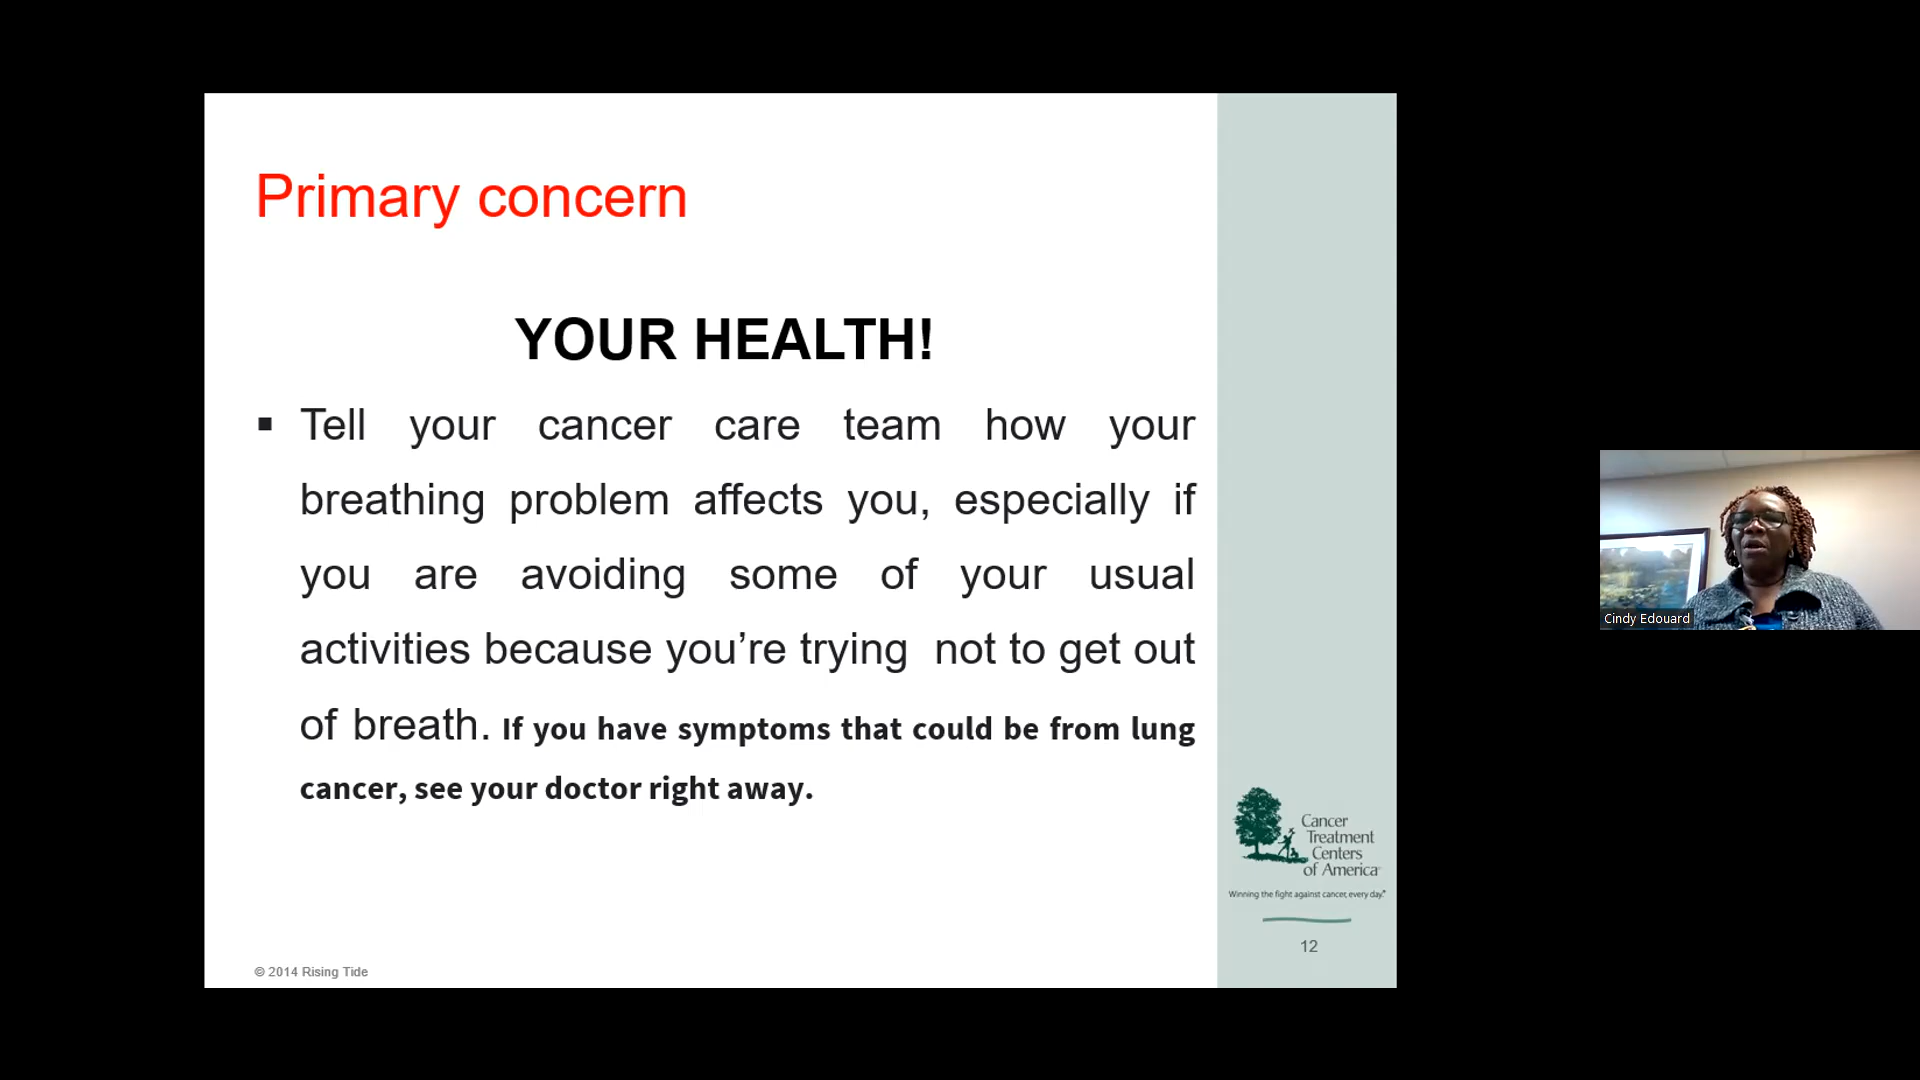 Primary concern
YOUR HEALTH!
▪ Tell your cancer care team how your
breathing problem affects you, especially if
you are avoiding some of your usual
activities because you’re trying  not to get out
of breath. If you have symptoms that could be from lung
cancer, see your doctor right away.
Cancer
Treatment
Centers
of America
Winning the fight against cancer, every day.®
12
© 2014 Rising Tide
Cindy Edouard